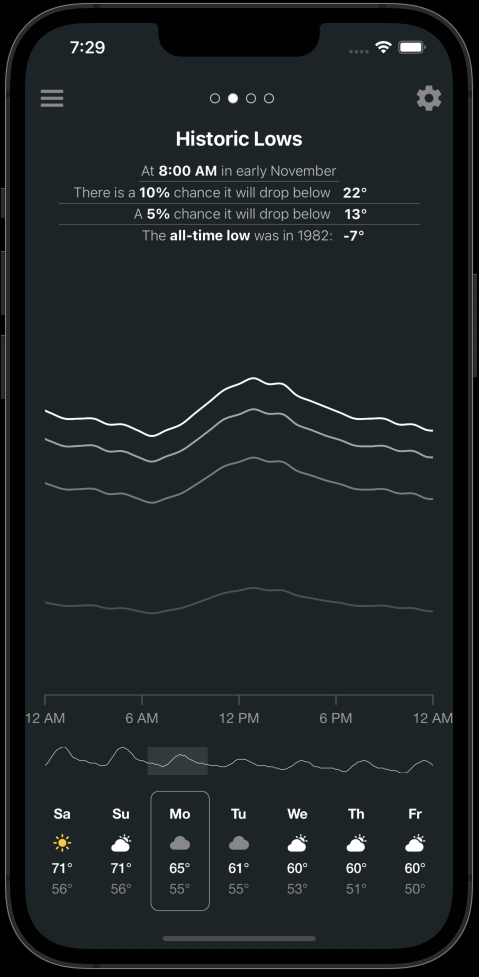 7:29
Historic Lows
At 8:00 AM in early November
There is a 10% chance it will drop below 22°
A 5% chance it will drop below 13°
The all-time low was in 1982: -7°
12 AM 6 AM 12 PM 6 PM 12 AM
Sa Su Mo Tu We Th Fr
71° 71° 65° 61° 60° 60° 60°
56° 56° 55° 55° 53° 51° 50°